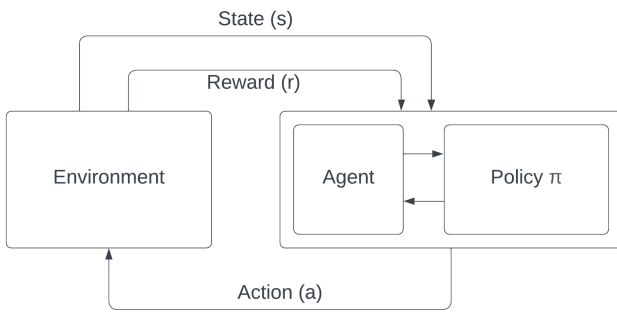 State (s)
Reward (r)
Environment
Agent
Policy π
Action (a)